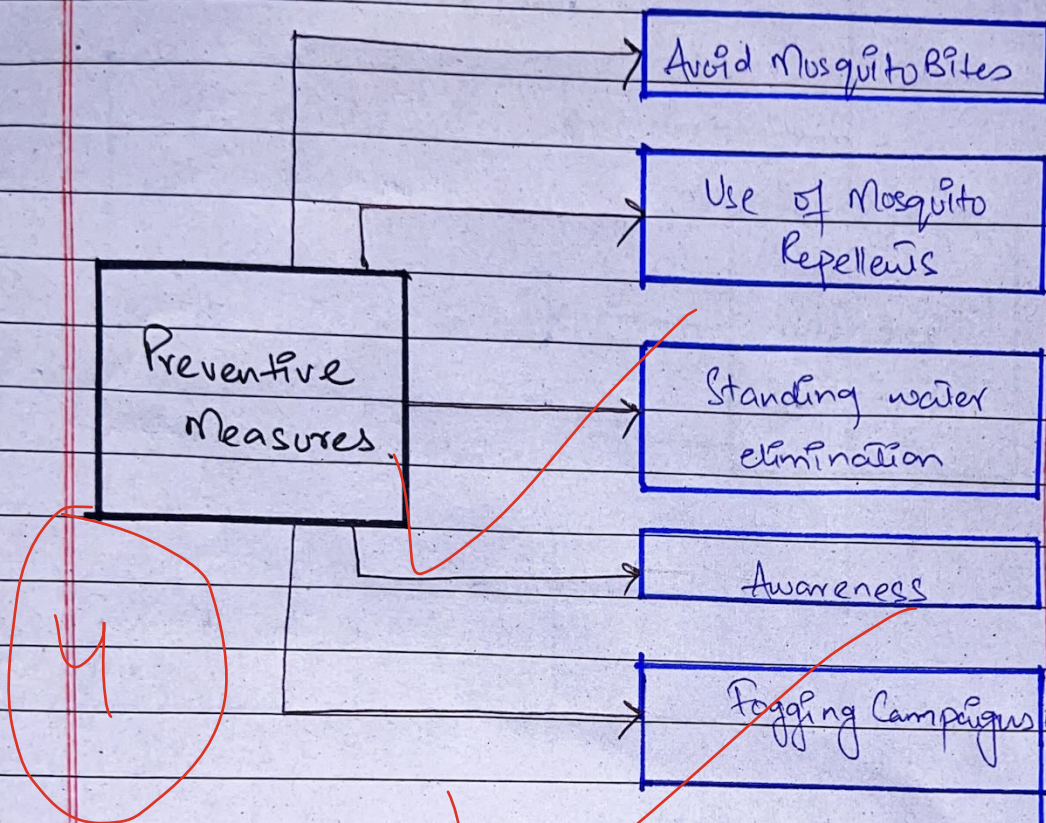 Avoid Mosquito Bites
Use of Mosquito
Repellents
Preventive
Measures.
Standing water
elimination
Awareness
Fogging Campaigns
4